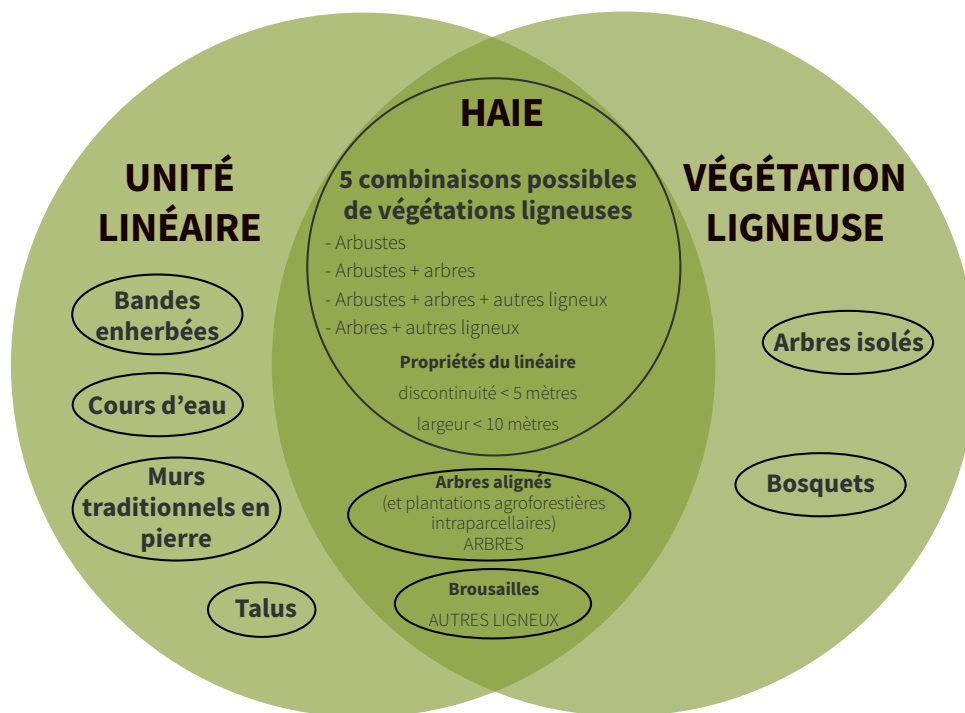 HAIE
5 combinaisons possibles
de végétations ligneuses
- Arbustes
- Arbustes + arbres
- Arbustes + arbres + autres ligneux
- Arbres + autres ligneux
Propriétés du linéaire
discontinuité < 5 mètres
largeur < 10 mètres
Arbres alignés
(et plantations agroforestières
intraparcellaires)
ARBRES
Brousailles
AUTRES LIGNEUX
UNITÉ
LINÉAIRE
Bandes
enherbées
Cours d'eau
Murs
traditionnels en
pierre
Talus
VÉGÉTATION
LIGNEUSE
Arbres isolés
Bosquets